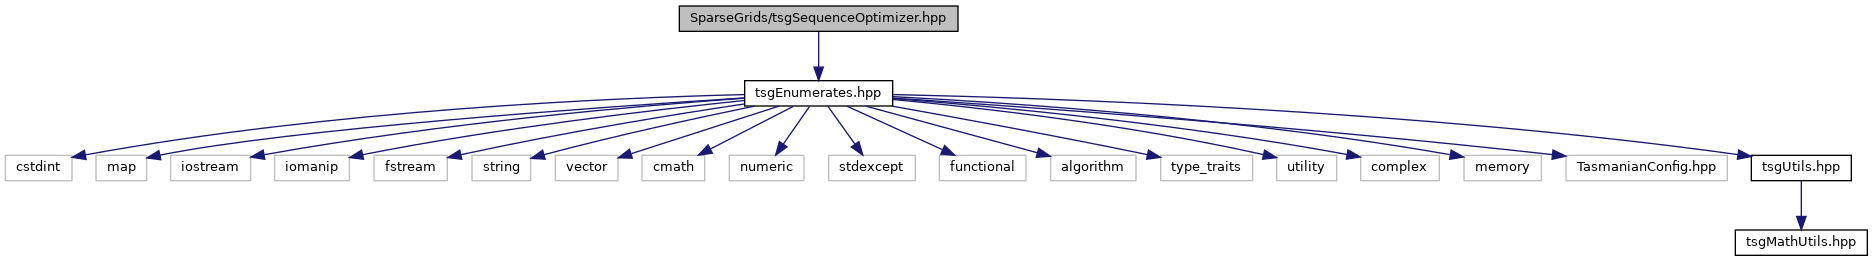 SparseGrids/tsgSequenceOptimizer.hpp
tsgEnumerates.hpp
cstdint
map
iostream
iomanip
fstream
string
vector
cmath
numeric
stdexcept
functional
algorithm
type_traits
utility
complex
memory
TasmanianConfig.hpp
tsgUtils.hpp
tsgMathUtils.hpp